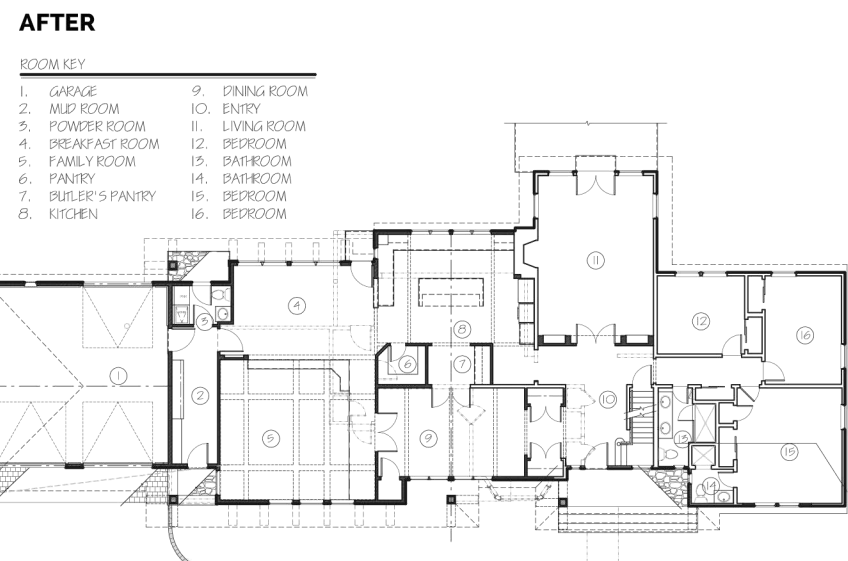 AFTER
ROOM KEY
1. GARAGE
2. MUD ROOM
3. POWDER ROOM
4. BREAKFAST ROOM
5. FAMILY ROOM
6. PANTRY
7. BUTLER'S PANTRY
8. KITCHEN
9. DINING ROOM
10. ENTRY
11. LIVING ROOM
12. BEDROOM
13. BATHROOM
14. BATHROOM
15. BEDROOM
16. BEDROOM
11
4
3
12
8
16
6
7
1
2
10
5
9
13
15
14